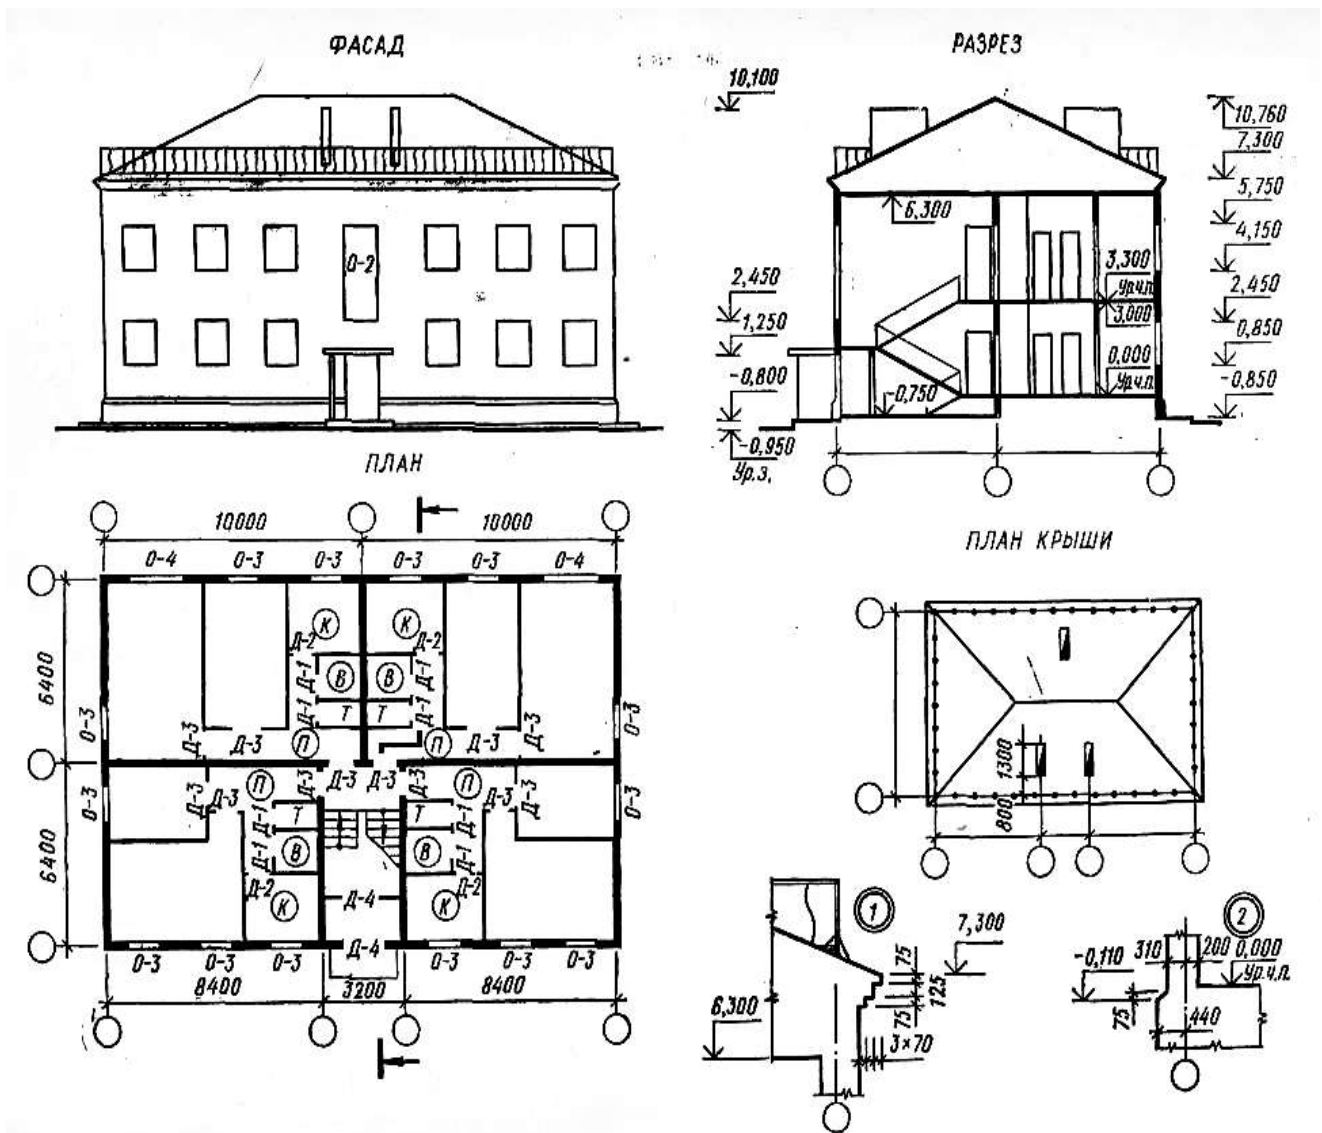 ФАСАД
О-2
РАЗРЕЗ
10,100
2,450
1,250
-0,800
-0,950
Ур.з.
6,300
-0,750
3,300
Ур.ч.п.
3,000
0,000
Ур.ч.п.
10,760
7,300
5,750
4,150
2,450
0,850
-0,850
ПЛАН
10000 10000
О-4 О-3 О-3 О-3 О-3 О-4
6400
К К
Д-2 Д-2
Д-1 В В Д-1
Д-1 Т Т Д-1
О-3 Д-3 Д-3 П П Д-3 Д-3 О-3
Д-3 Д-3
О-3 Д-3 Д-3 П Д-3 Д-3 П Д-3 Д-3 О-3
Д-1 Т Т Д-1
6400
Д-1 В В Д-1
Д-2 К Д-4 К Д-2
Д-4
О-3 О-3 О-3 О-3 О-3 О-3
8400 3200 8400
ПЛАН КРЫШИ
1300
800
1
7,300
75
125
75
6,300
3×70
2
310 200 0,000
Ур.ч.п.
-0,110
75
440